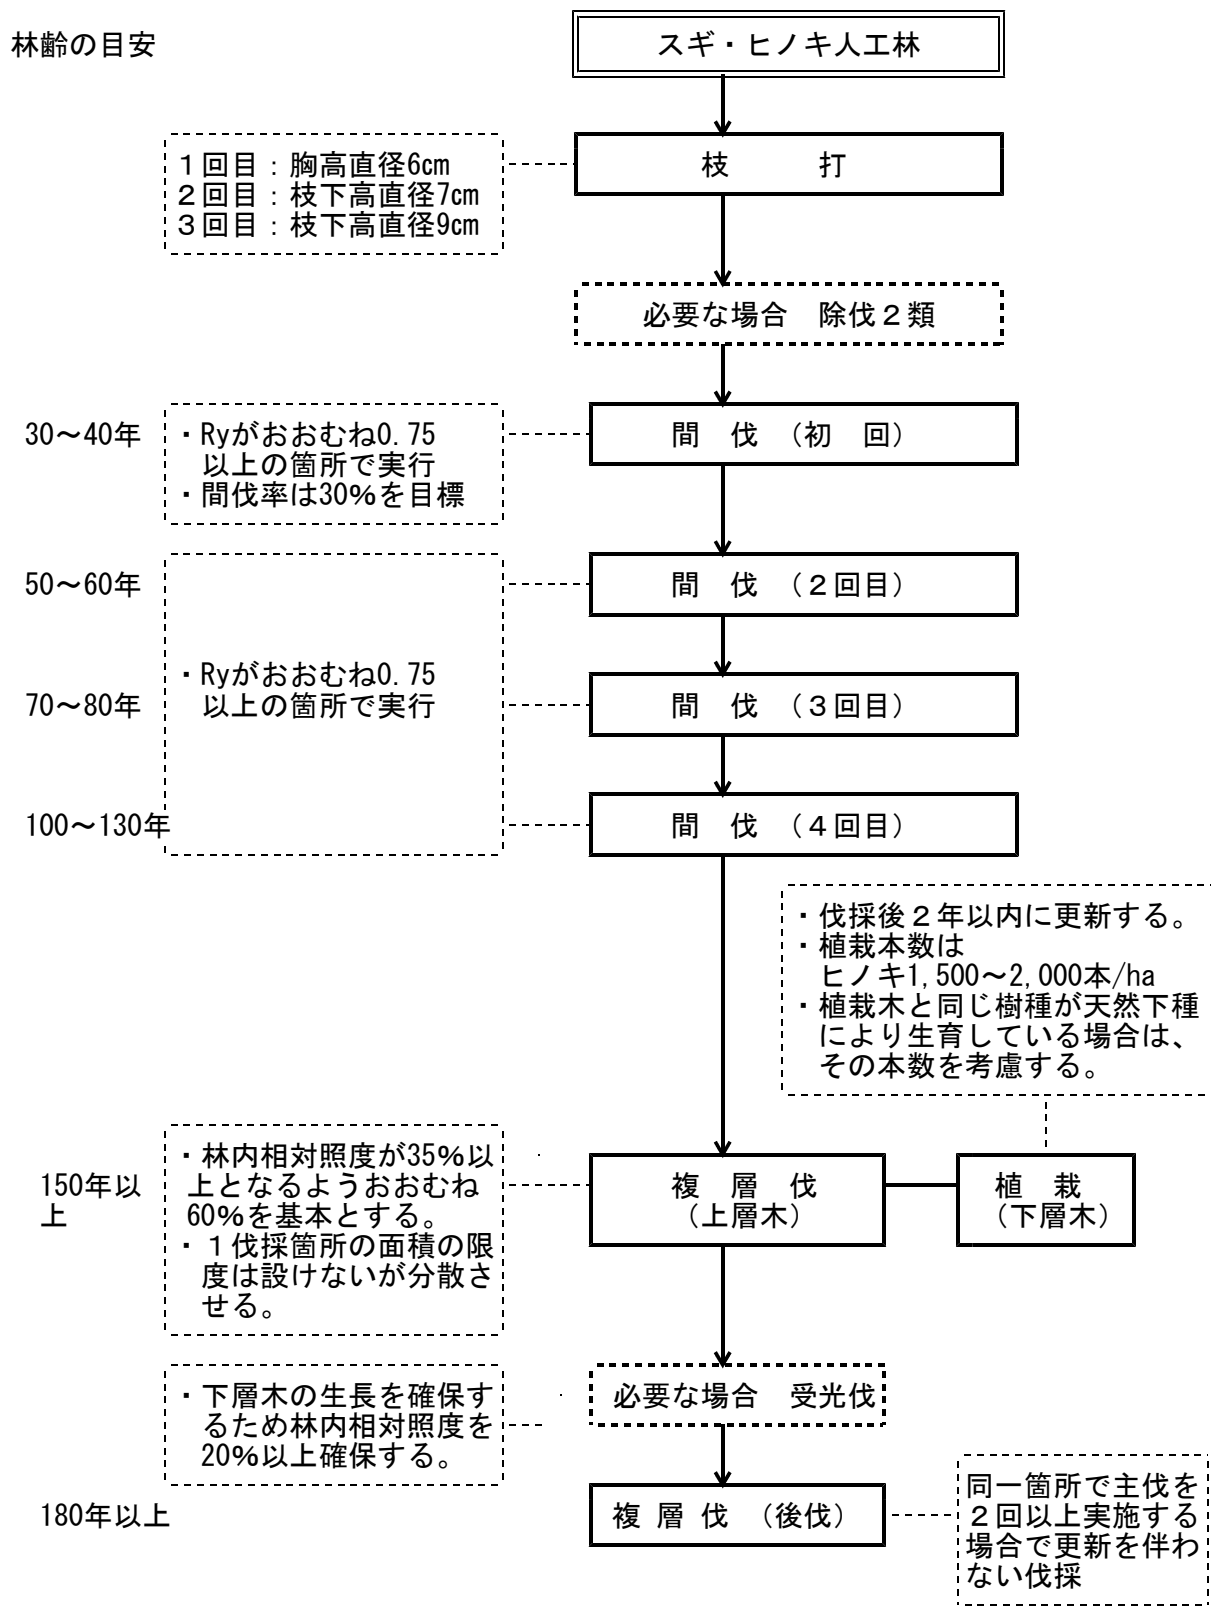 林齢の目安
スギ・ヒノキ人工林
１回目：胸高直径6㎝
２回目：枝下高直径7㎝
３回目：枝下高直径9㎝
枝　　　打
必要な場合　除伐２類
30～40年
・Ryがおおむね0.75
以上の箇所で実行
・間伐率は30%を目標
間　伐　（初　回）
50～60年
間　伐　（２回目）
・Ryがおおむね0.75
以上の箇所で実行
70～80年
間　伐　（３回目）
100～130年
間　伐　（４回目）
・伐採後２年以内に更新する。
・植栽本数は
ヒノキ1,500～2,000本/ha
・植栽木と同じ樹種が天然下種
により生育している場合は、
その本数を考慮する。
150年以
上
・林内相対照度が35%以
上となるようおおむね
60%を基本とする。
・１伐採箇所の面積の限
度は設けないが分散さ
せる。
複　層　伐
（上層木）
植　栽
（下層木）
・下層木の生長を確保す
るため林内相対照度を
20%以上確保する。
必要な場合　受光伐
180年以上
複　層　伐　（後伐）
同一箇所で主伐を
２回以上実施する
場合で更新を伴わ
ない伐採